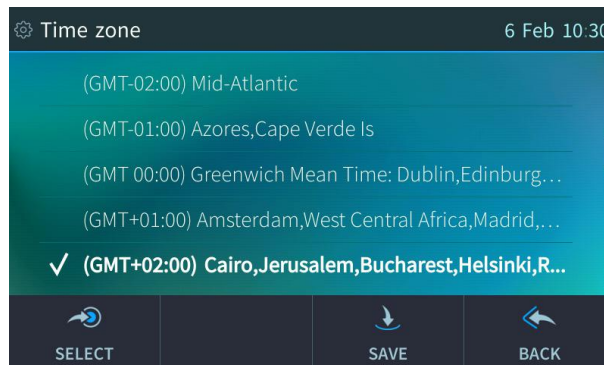 Time zone 6 Feb 10:30
(GMT-02:00) Mid-Atlantic
(GMT-01:00) Azores,Cape Verde Is
(GMT 00:00) Greenwich Mean Time: Dublin,Edinburg...
(GMT+01:00) Amsterdam,West Central Africa,Madrid,...
(GMT+02:00) Cairo,Jerusalem,Bucharest,Helsinki,R...
SELECT SAVE BACK